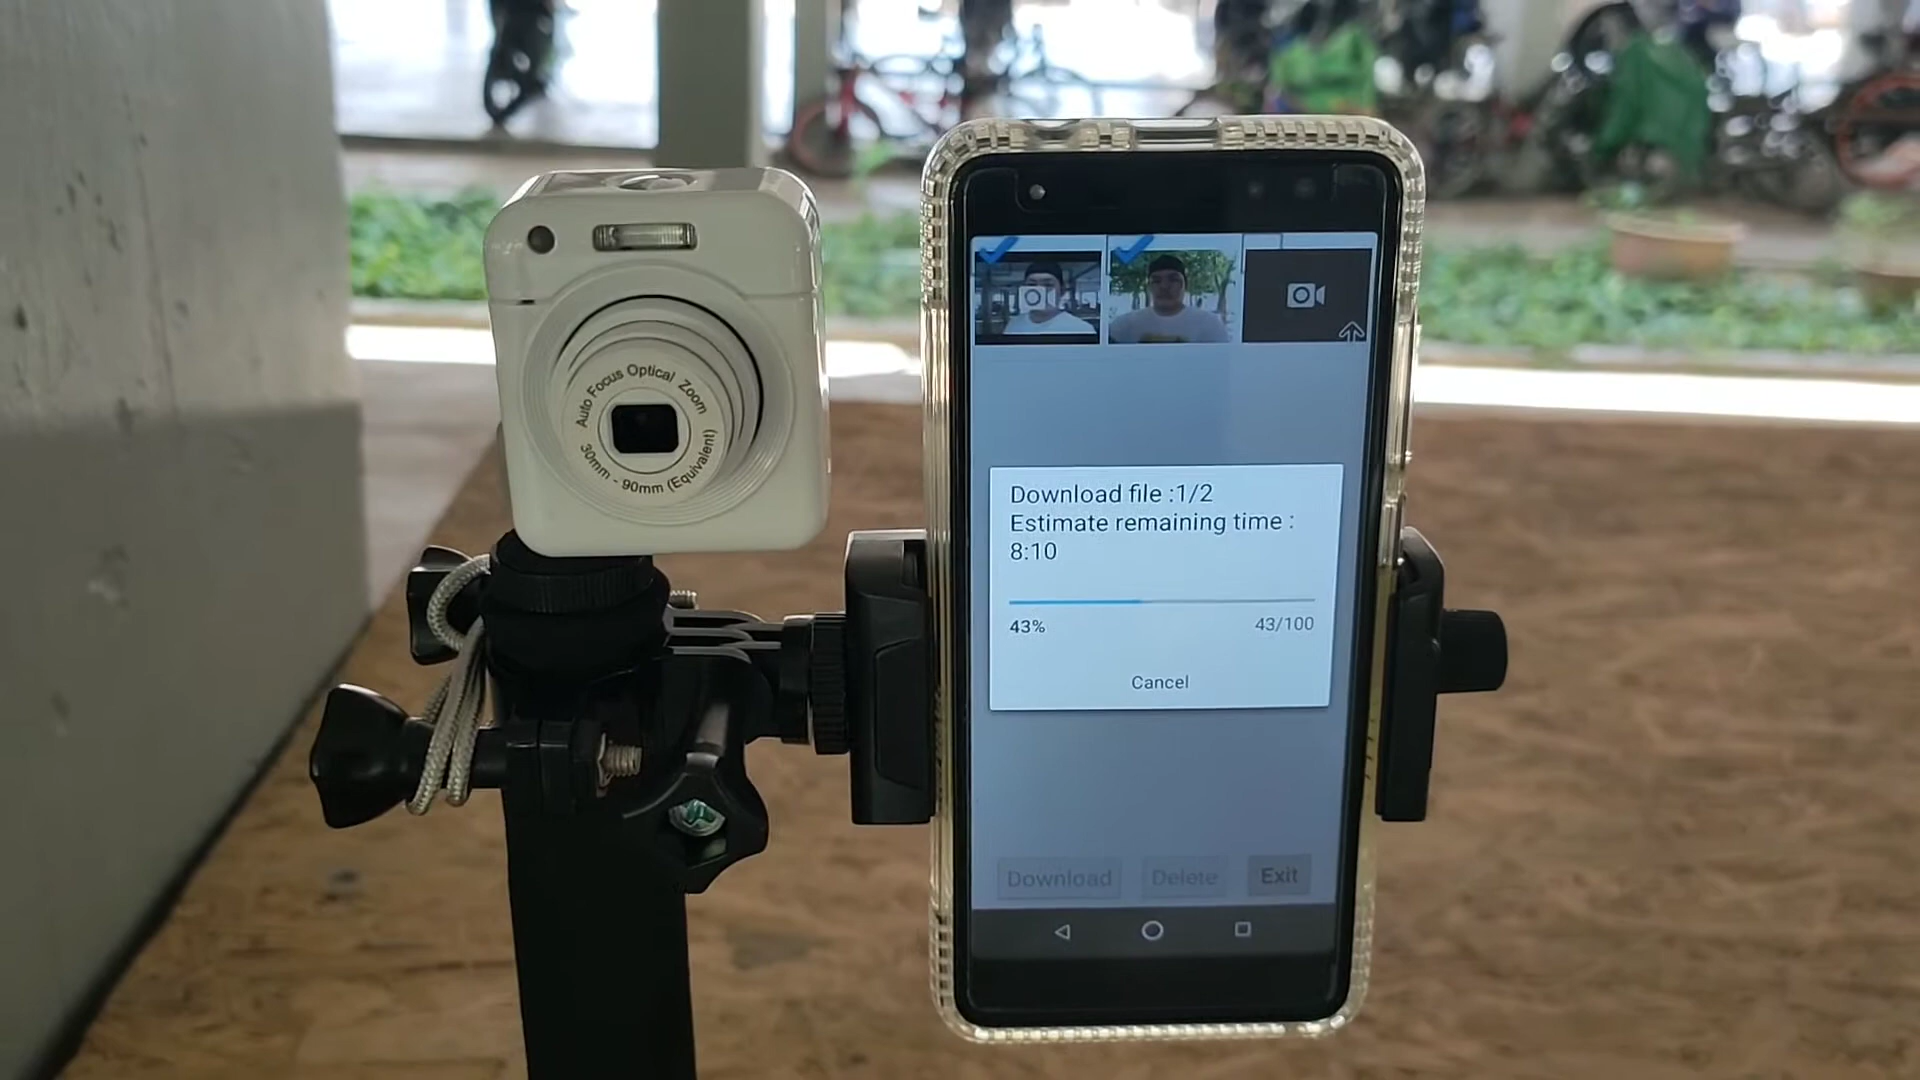 Auto Focus Optical Zoom
30mm - 90mm (Equivalent)
Download file :1/2
Estimate remaining time :
8:10
43%
43/100
Cancel
Download
Delete
Exit